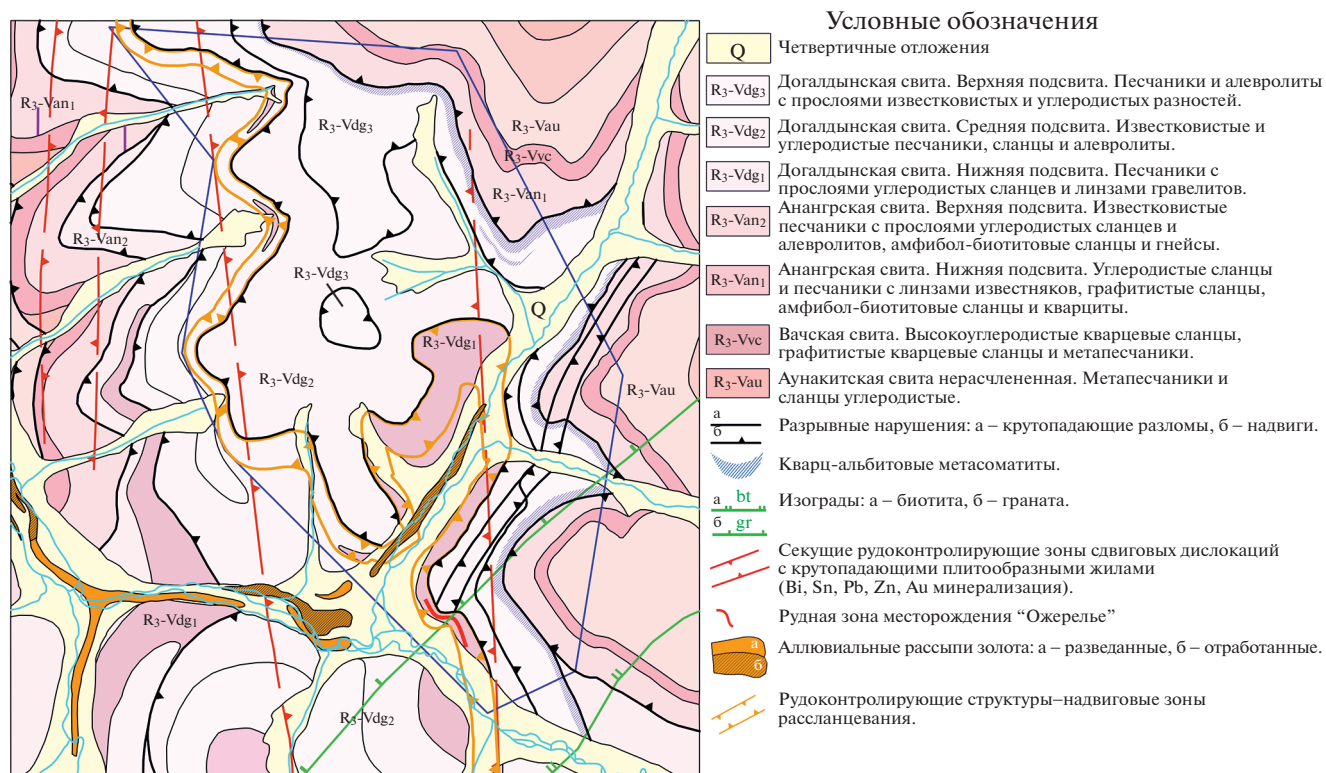 Условные обозначения
Q
Четвертичные отложения
R3-Vdg3
Догалдынская свита. Верхняя подсвита. Песчаники и алевролиты
с прослоями известковистых и углеродистых разностей.
R3-Vdg2
Догалдынская свита. Средняя подсвита. Известковистые и
углеродистые песчаники, сланцы и алевролиты.
R3-Vdg1
Догалдынская свита. Нижняя подсвита. Песчаники с
прослоями углеродистых сланцев и линзами гравелитов.
R3-Van2
Анангрская свита. Верхняя подсвита. Известковистые
песчаники с прослоями углеродистых сланцев и
алевролитов, амфибол-биотитовые сланцы и гнейсы.
R3-Van1
Анангрская свита. Нижняя подсвита. Углеродистые сланцы
и песчаники с линзами известняков, графитистые сланцы,
амфибол-биотитовые сланцы и кварциты.
R3-Vvc
Вачская свита. Высокоуглеродистые кварцевые сланцы,
графитистые кварцевые сланцы и метапесчаники.
R3-Vau
Аунакитская свита нерасчлененная. Метапесчаники и
сланцы углеродистые.
а
б
Разрывные нарушения: а – крутопадающие разломы, б – надвиги.
Кварц-альбитовые метасоматиты.
а bt
б gr
Изограды: а – биотита, б – граната.
Секущие рудоконтролирующие зоны сдвиговых дислокаций
с крутопадающими плитообразными жилами
(Bi, Sn, Pb, Zn, Au минерализация).
Рудная зона месторождения “Ожерелье”
а
б
Аллювиальные рассыпи золота: а – разведанные, б – отработанные.
Рудоконтролирующие структуры–надвиговые зоны
рассланцевания.
R3-Van1
R3-Vdg3
R3-Vau
R3-Vvc
R3-Van1
R3-Van2
R3-Vdg3
Q
R3-Vdg1
R3-Vdg2
R3-Vau
R3-Vdg1
R3-Vdg2